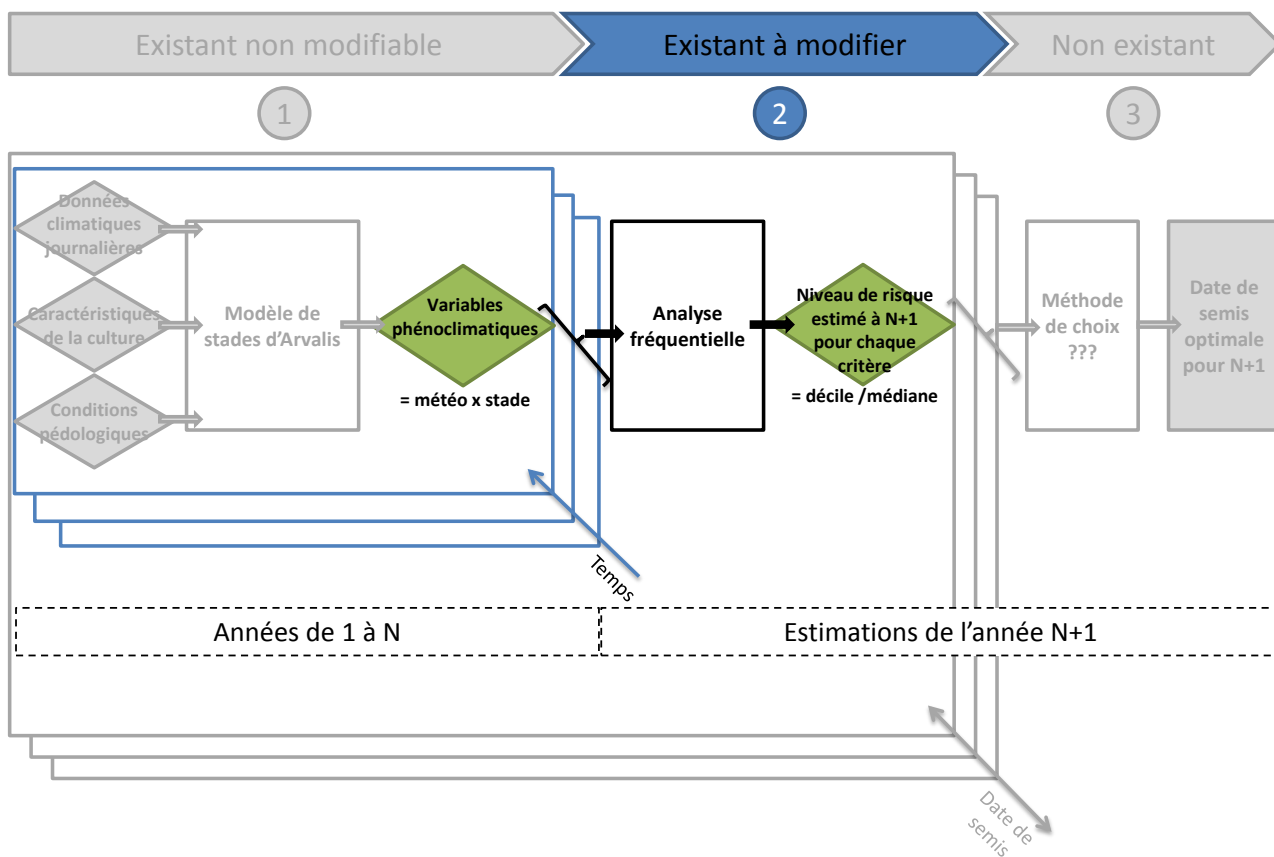 Existant non modifiable
Existant à modifier
Non existant
1
2
3
Données
climatiques
journalières
Caractéristiques
de la culture
Conditions
pédologiques
Modèle de
stades d'Arvalis
Variables
phénoclimatiques
= météo x stade
Analyse
fréquentielle
Niveau de risque
estimé à N+1
pour chaque
critère
= décile /médiane
Méthode
de choix
???
Date de
semis
optimale
pour N+1
Temps
Années de 1 à N
Estimations de l'année N+1
Date de
semis